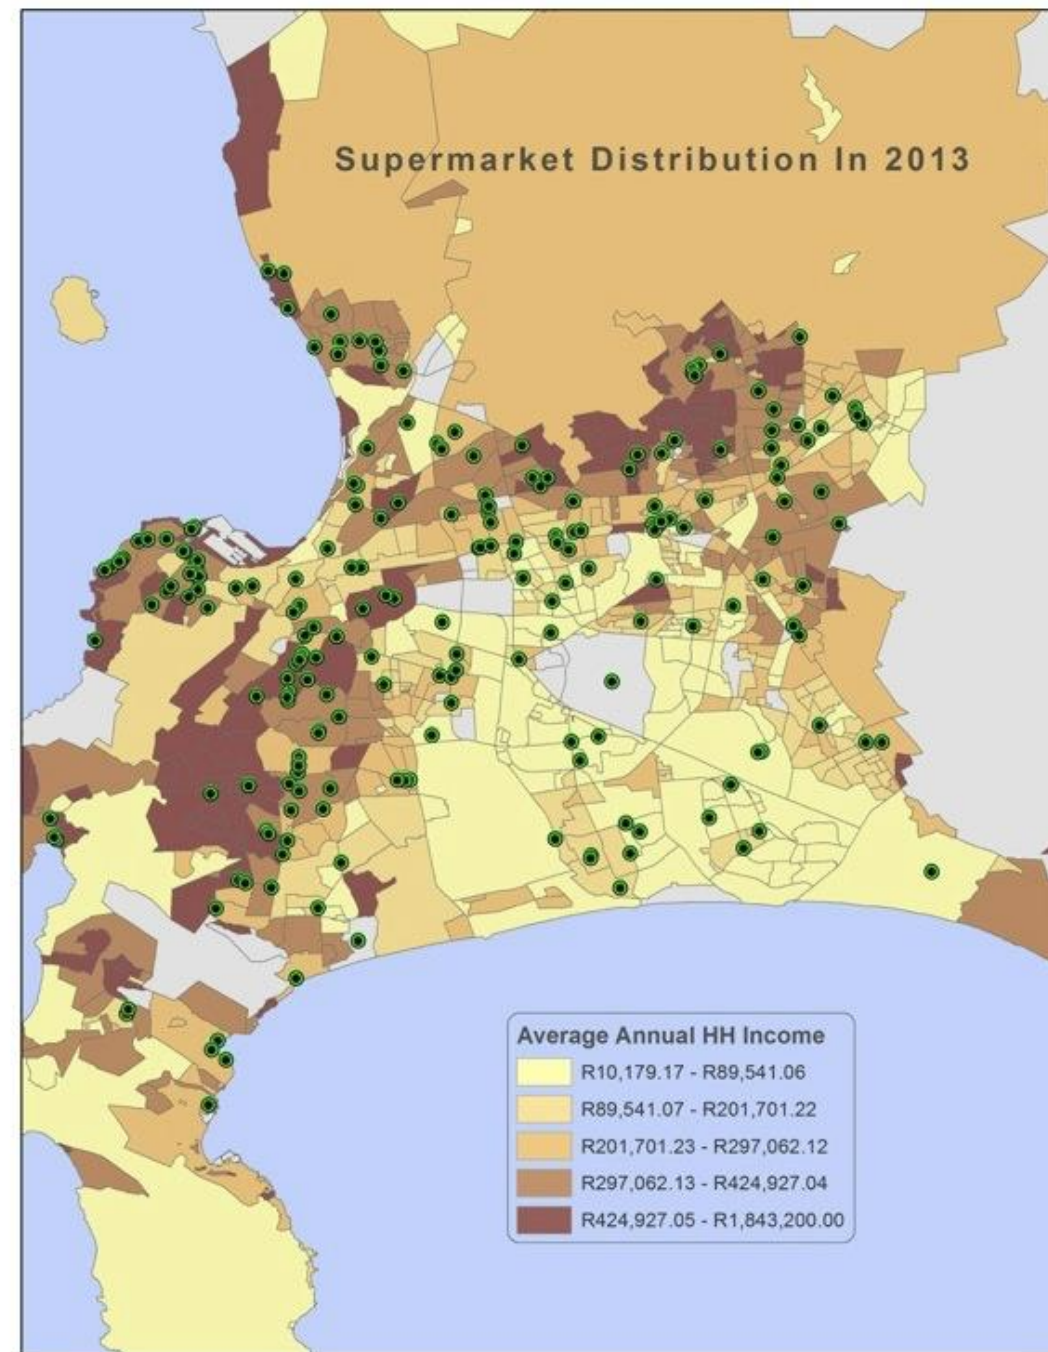 Supermarket Distribution In 2013
Average Annual HH Income
R10,179.17 - R89,541.06
R89,541.07 - R201,701.22
R201,701.23 - R297,062.12
R297,062.13 - R424,927.04
R424,927.05 - R1,843,200.00